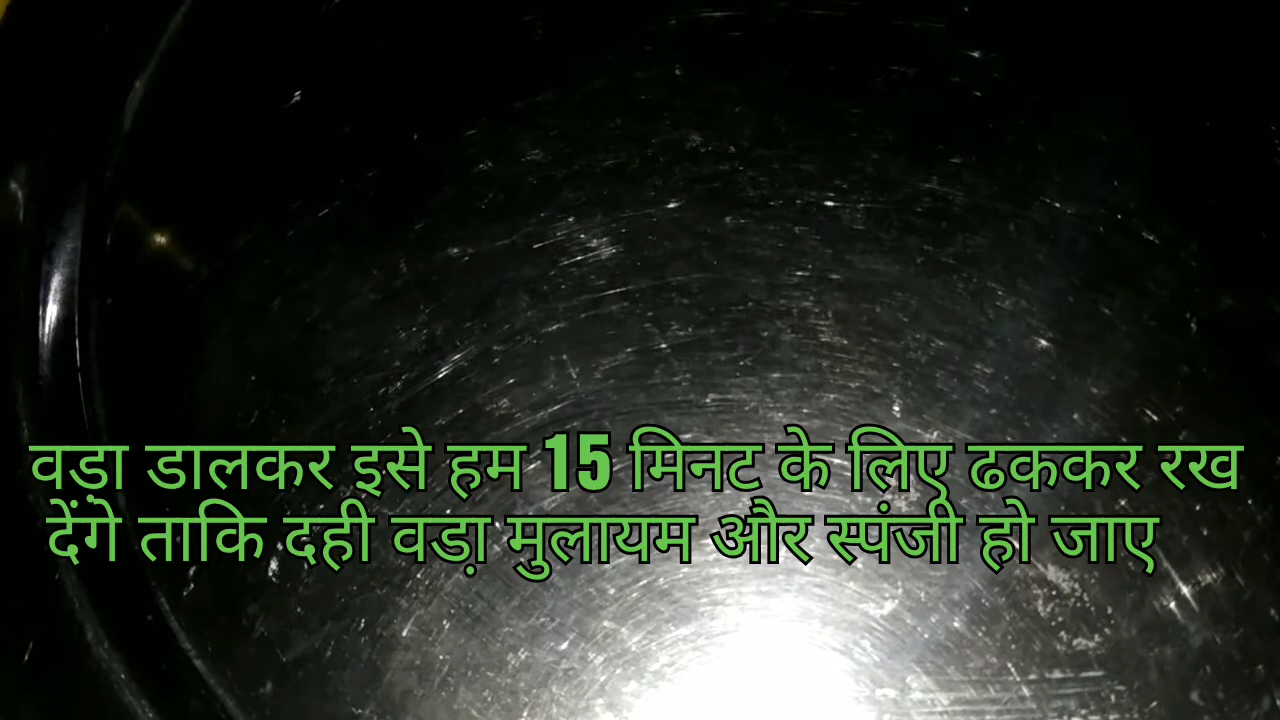 वड़ा डालकर इसे हम 15 मिनट के लिए ढककर रख
देंगे ताकि दही वड़ा मुलायम और स्पंजी हो जाए